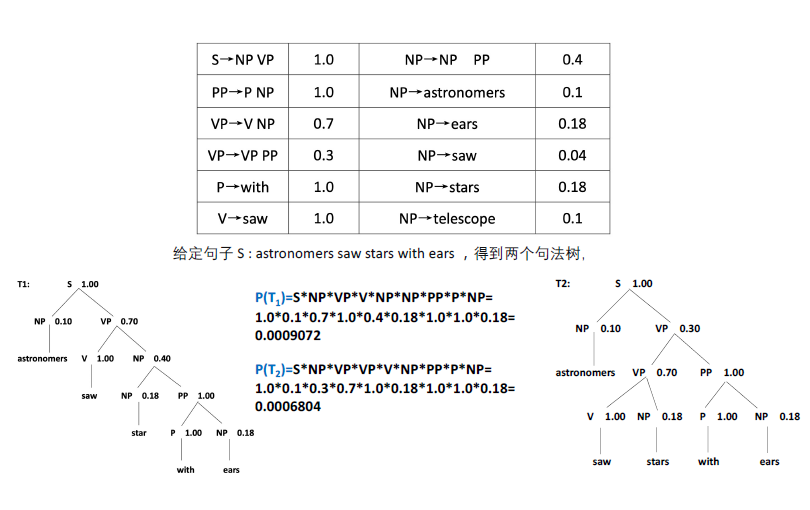 S→NP VP 1.0 NP→NP PP 0.4
PP→P NP 1.0 NP→astronomers 0.1
VP→V NP 0.7 NP→ears 0.18
VP→VP PP 0.3 NP→saw 0.04
P→with 1.0 NP→stars 0.18
V→saw 1.0 NP→telescope 0.1
给定句子 S : astronomers saw stars with ears ，得到两个句法树,
T1:
S 1.00
NP 0.10 VP 0.70
astronomers V 1.00 NP 0.40
saw NP 0.18 PP 1.00
star P 1.00 NP 0.18
with ears
P(T1)=S*NP*VP*V*NP*NP*PP*P*NP=
1.0*0.1*0.7*1.0*0.4*0.18*1.0*1.0*0.18=
0.0009072
P(T2)=S*NP*VP*VP*V*NP*PP*P*NP=
1.0*0.1*0.3*0.7*1.0*0.18*1.0*1.0*0.18=
0.0006804
T2:
S 1.00
NP 0.10 VP 0.30
astronomers VP 0.70 PP 1.00
V 1.00 NP 0.18 P 1.00 NP 0.18
saw stars with ears